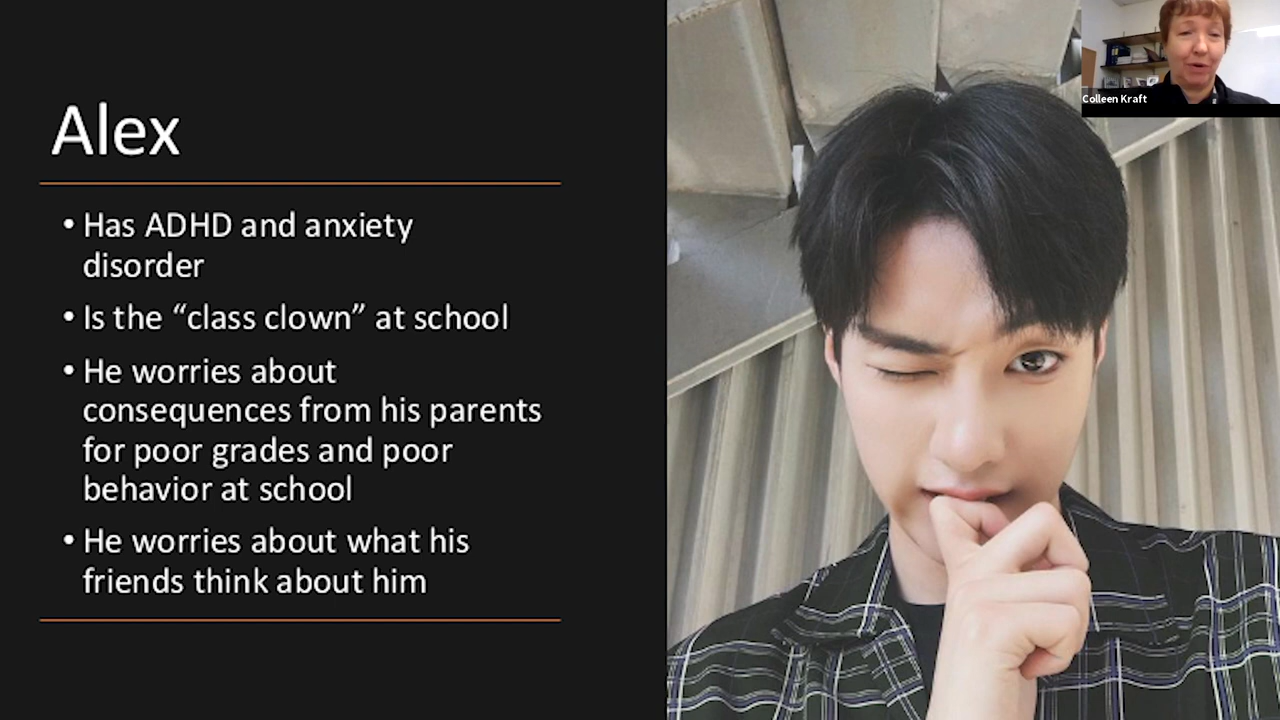 Alex
• Has ADHD and anxiety
disorder
• Is the “class clown” at school
• He worries about
consequences from his parents
for poor grades and poor
behavior at school
• He worries about what his
friends think about him
Colleen Kraft